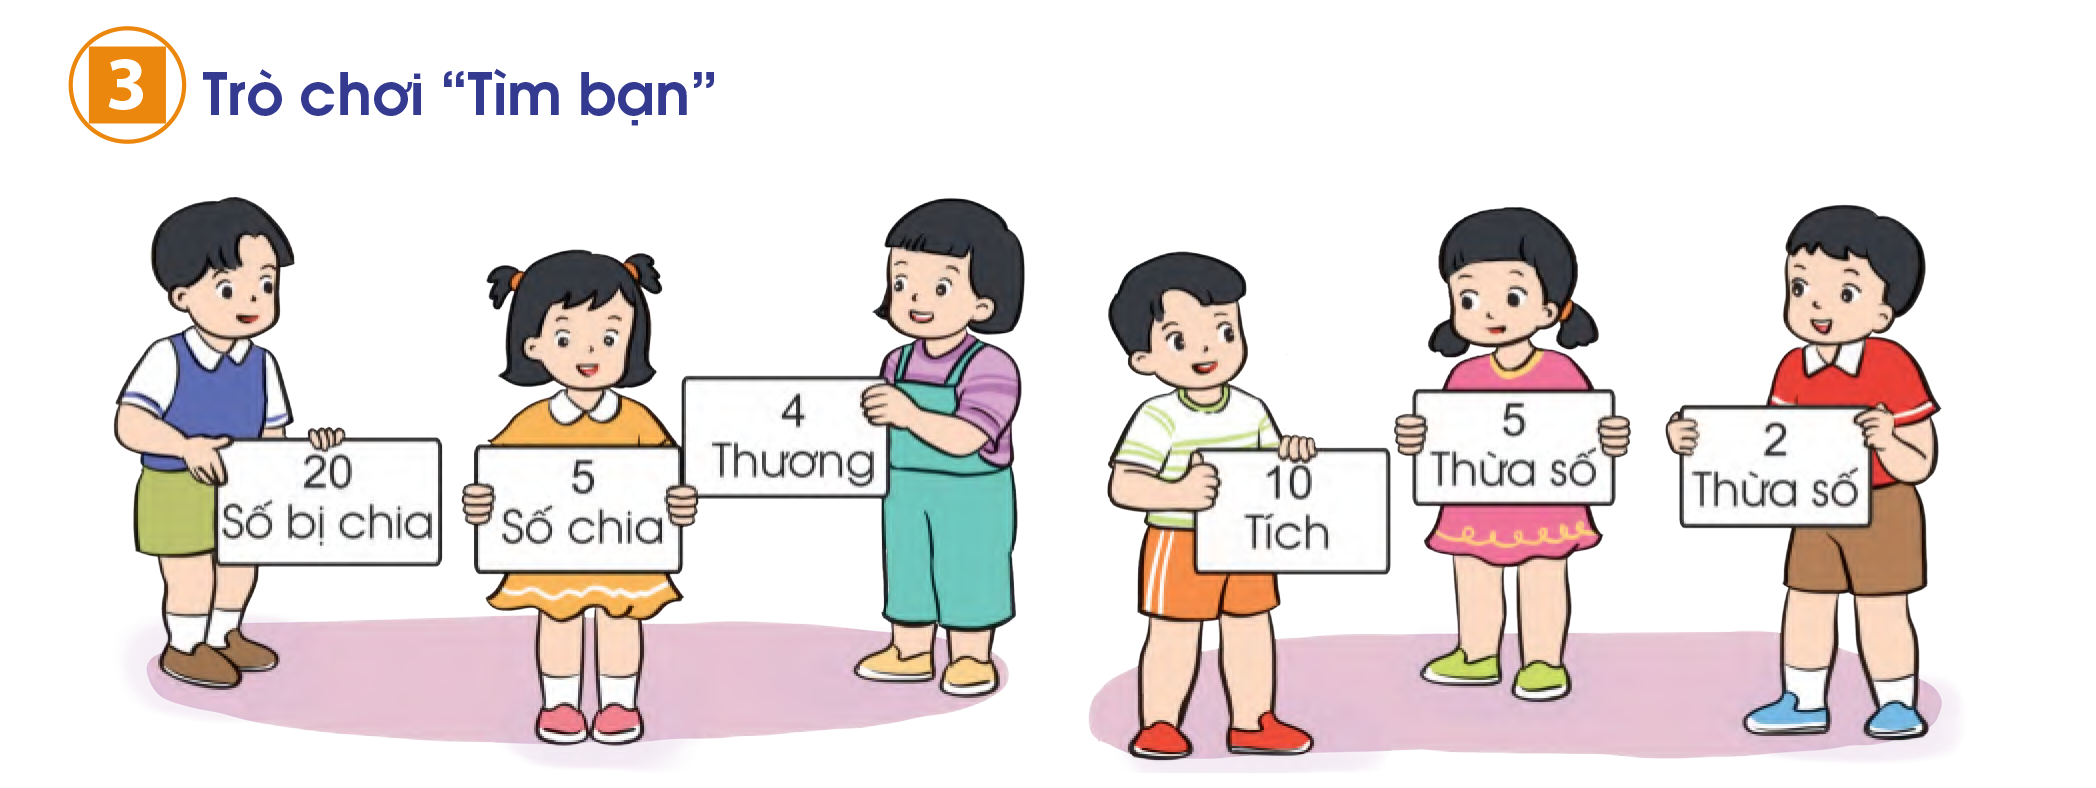 3 Trò chơi “Tìm bạn”
20
Số bị chia
5
Số chia
4
Thương
10
Tích
5
Thừa số
2
Thừa số